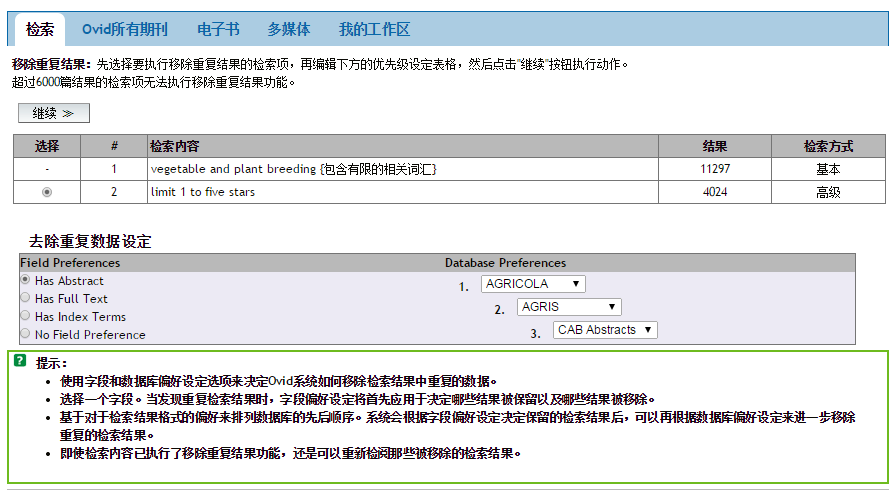 检索 Ovid所有期刊 电子书 多媒体 我的工作区
移除重复结果：先选择要执行移除重复结果的检索项，再编辑下方的优先级设定表格，然后点击"继续"按钮执行动作。
超过6000篇结果的检索项无法执行移除重复结果功能。
继续 ≫
选择 # 检索内容 结果 检索方式
- 1 vegetable and plant breeding {包含有限的相关词汇} 11297 基本
2 limit 1 to five stars 4024 高级
去除重复数据设定
Field Preferences Database Preferences
Has Abstract 1. AGRICOLA
Has Full Text 2. AGRIS
Has Index Terms 3. CAB Abstracts
No Field Preference
? 提示：
• 使用字段和数据库偏好设定选项来决定Ovid系统如何移除检索结果中重复的数据。
• 选择一个字段。当发现重复检索结果时，字段偏好设定将首先应用于决定哪些结果被保留以及哪些结果被移除。
• 基于对于检索结果格式的偏好来排列数据库的先后顺序。系统会根据字段偏好设定决定保留的检索结果后，可以再根据数据库偏好设定来进一步移除
重复的检索结果。
• 即使检索内容已执行了移除重复结果功能，还是可以重新检阅那些被移除的检索结果。